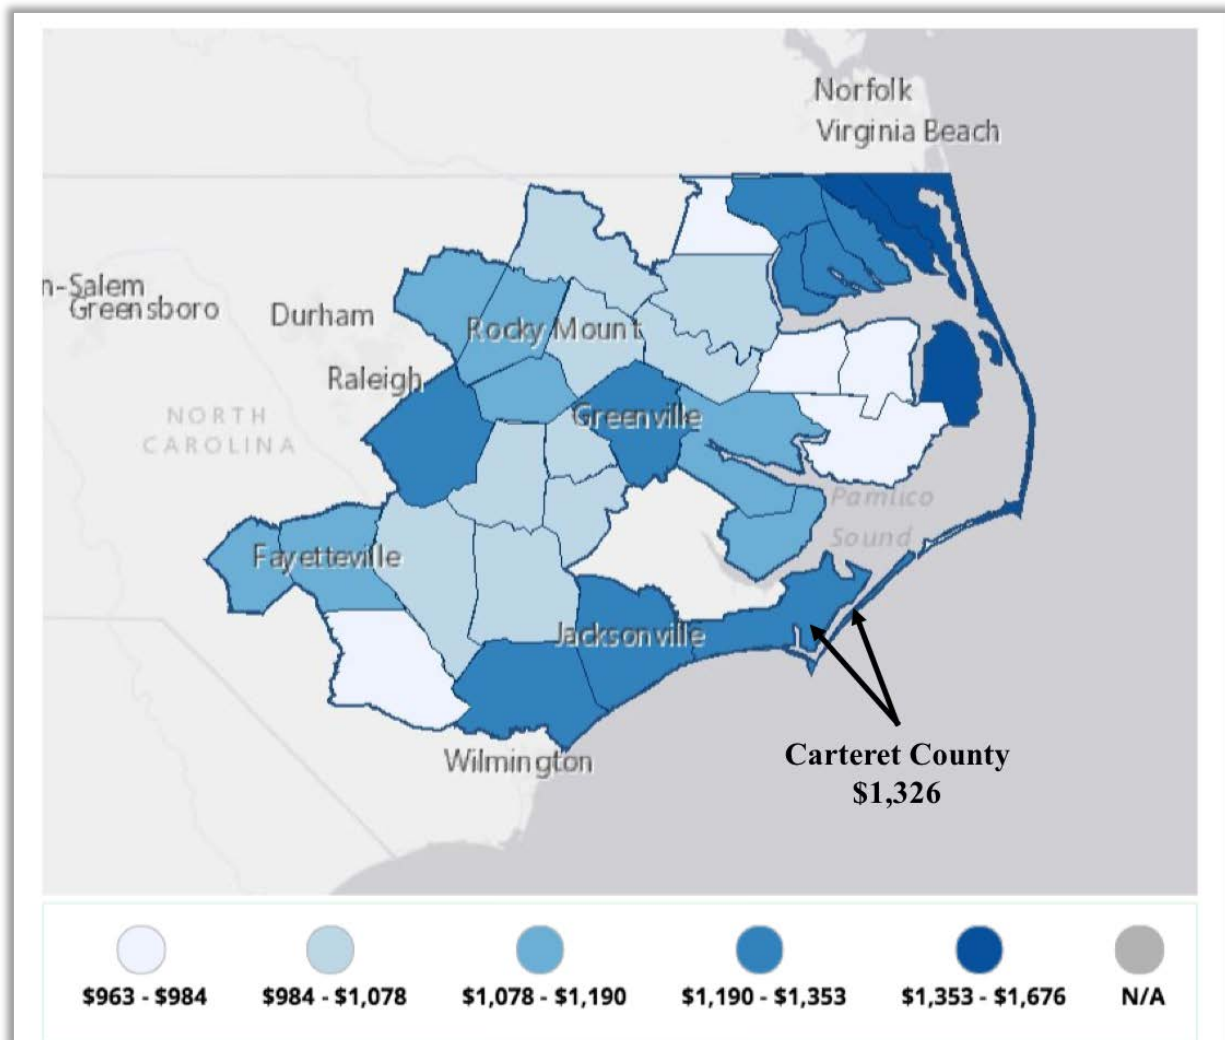 Norfolk
Virginia Beach
n-Salem
Greensboro
Durham
Rocky Mount
Raleigh
NORTH
CAROLINA
Greenville
Pamlico
Sound
Fayetteville
Jacksonville
Wilmington
Carteret County
$1,326
$963 - $984
$984 - $1,078
$1,078 - $1,190
$1,190 - $1,353
$1,353 - $1,676
N/A